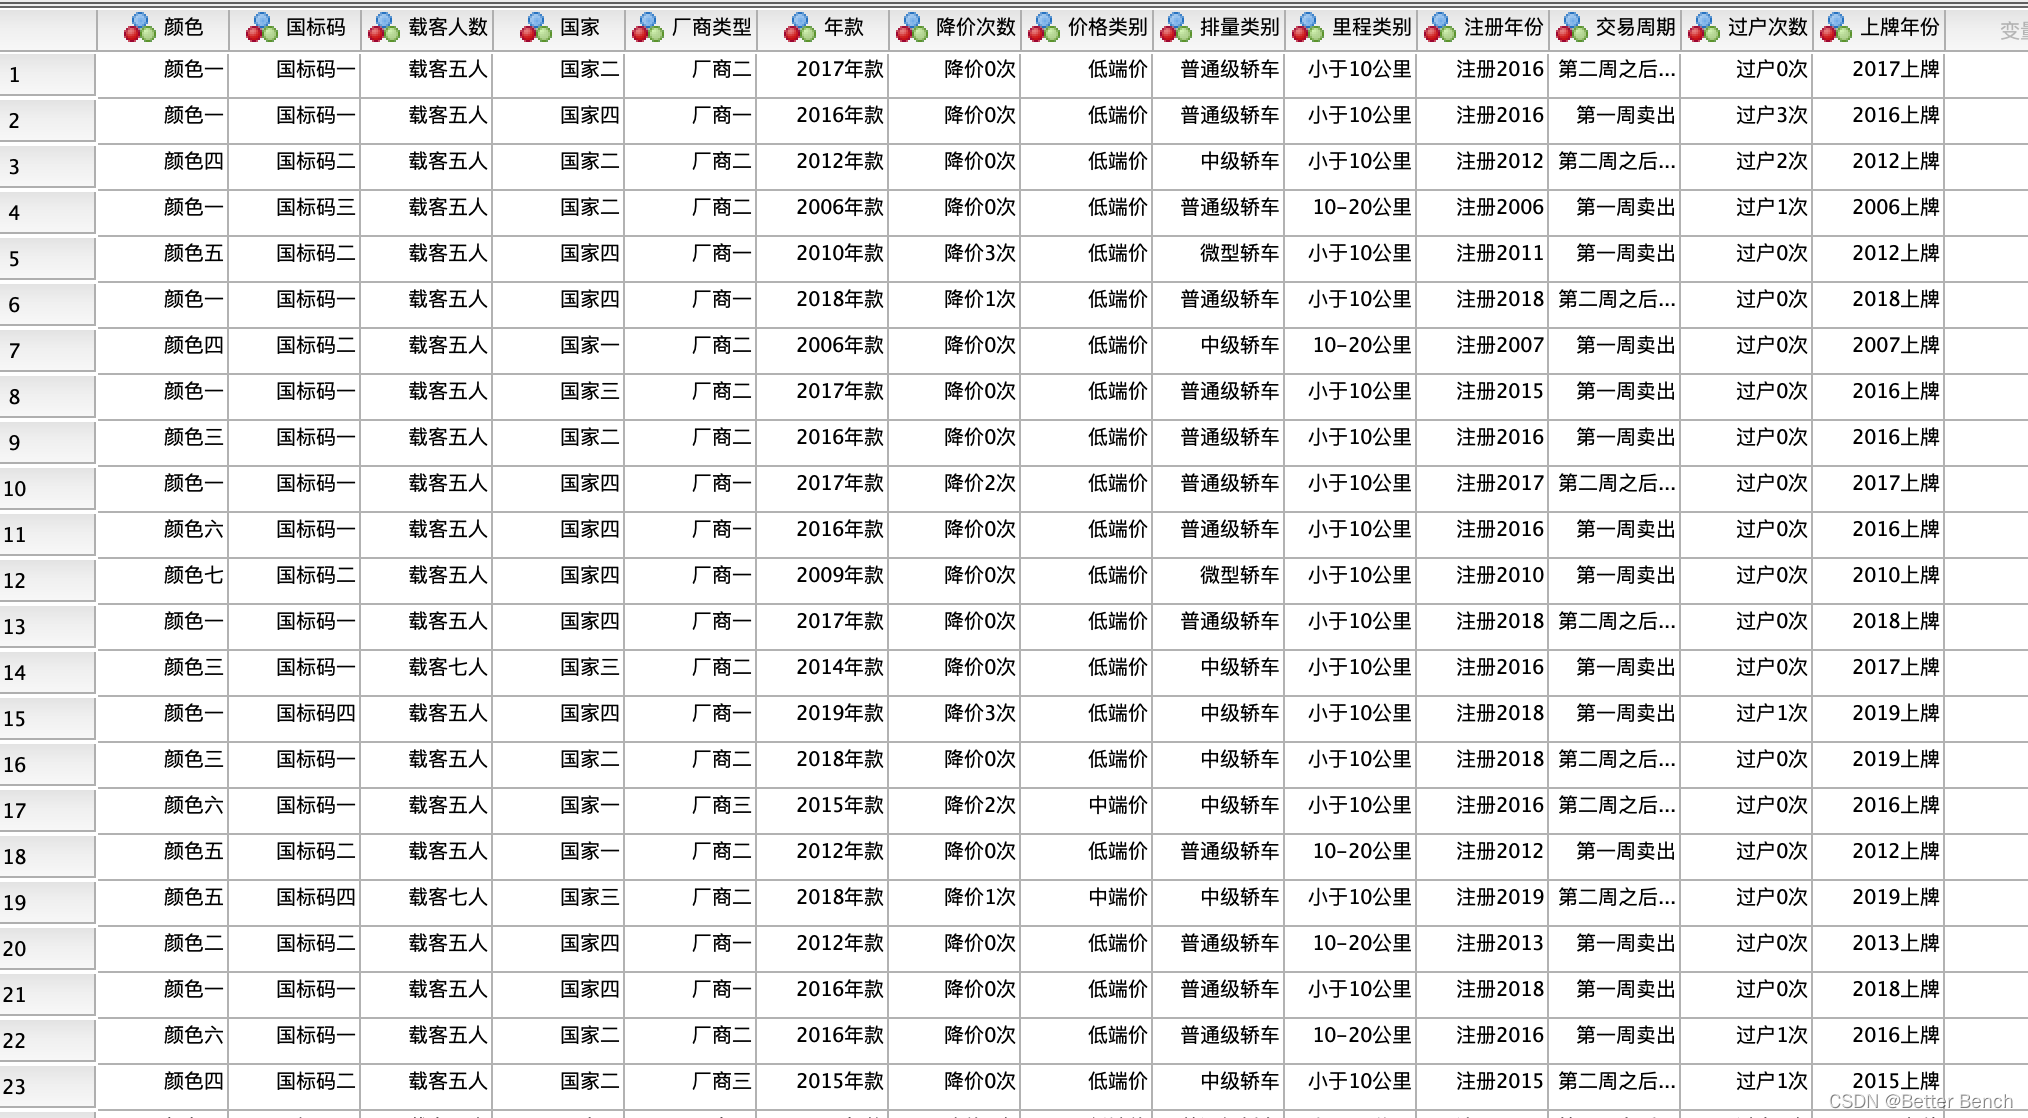 颜色 国标码 载客人数 国家 厂商类型 年款 降价次数 价格类别 排量类别 里程类别 注册年份 交易周期 过户次数 上牌年份
1 颜色一 国标码一 载客五人 国家二 厂商二 2017年款 降价0次 低端价 普通级轿车 小于10公里 注册2016 第二周之后... 过户0次 2017上牌
2 颜色一 国标码一 载客五人 国家四 厂商一 2016年款 降价0次 低端价 普通级轿车 小于10公里 注册2016 第一周卖出 过户3次 2016上牌
3 颜色四 国标码二 载客五人 国家二 厂商二 2012年款 降价0次 低端价 中级轿车 小于10公里 注册2012 第二周之后... 过户2次 2012上牌
4 颜色一 国标码三 载客五人 国家二 厂商二 2006年款 降价0次 低端价 普通级轿车 10-20公里 注册2006 第一周卖出 过户1次 2006上牌
5 颜色五 国标码二 载客五人 国家四 厂商一 2010年款 降价3次 低端价 微型轿车 小于10公里 注册2011 第一周卖出 过户0次 2012上牌
6 颜色一 国标码一 载客五人 国家四 厂商一 2018年款 降价1次 低端价 普通级轿车 小于10公里 注册2018 第二周之后... 过户0次 2018上牌
7 颜色四 国标码二 载客五人 国家一 厂商二 2006年款 降价0次 低端价 中级轿车 10-20公里 注册2007 第一周卖出 过户0次 2007上牌
8 颜色一 国标码一 载客五人 国家三 厂商二 2017年款 降价0次 低端价 普通级轿车 小于10公里 注册2015 第一周卖出 过户0次 2016上牌
9 颜色三 国标码一 载客五人 国家二 厂商二 2016年款 降价0次 低端价 普通级轿车 小于10公里 注册2016 第一周卖出 过户0次 2016上牌
10 颜色一 国标码一 载客五人 国家四 厂商一 2017年款 降价2次 低端价 普通级轿车 小于10公里 注册2017 第二周之后... 过户0次 2017上牌
11 颜色六 国标码一 载客五人 国家四 厂商一 2016年款 降价0次 低端价 普通级轿车 小于10公里 注册2016 第一周卖出 过户0次 2016上牌
12 颜色七 国标码二 载客五人 国家四 厂商一 2009年款 降价0次 低端价 微型轿车 小于10公里 注册2010 第一周卖出 过户0次 2010上牌
13 颜色一 国标码一 载客五人 国家四 厂商一 2017年款 降价0次 低端价 普通级轿车 小于10公里 注册2018 第二周之后... 过户0次 2018上牌
14 颜色三 国标码一 载客七人 国家三 厂商二 2014年款 降价0次 低端价 中级轿车 小于10公里 注册2016 第一周卖出 过户0次 2017上牌
15 颜色一 国标码四 载客五人 国家四 厂商一 2019年款 降价3次 低端价 中级轿车 小于10公里 注册2018 第一周卖出 过户1次 2019上牌
16 颜色三 国标码一 载客五人 国家二 厂商二 2018年款 降价0次 低端价 中级轿车 小于10公里 注册2018 第二周之后... 过户0次 2019上牌
17 颜色六 国标码一 载客五人 国家一 厂商三 2015年款 降价2次 中端价 中级轿车 小于10公里 注册2016 第二周之后... 过户0次 2016上牌
18 颜色五 国标码二 载客五人 国家一 厂商二 2012年款 降价0次 低端价 普通级轿车 10-20公里 注册2012 第一周卖出 过户0次 2012上牌
19 颜色五 国标码四 载客七人 国家三 厂商二 2018年款 降价1次 中端价 中级轿车 小于10公里 注册2019 第二周之后... 过户0次 2019上牌
20 颜色二 国标码二 载客五人 国家四 厂商一 2012年款 降价0次 低端价 普通级轿车 10-20公里 注册2013 第一周卖出 过户0次 2013上牌
21 颜色一 国标码一 载客五人 国家四 厂商一 2016年款 降价0次 低端价 普通级轿车 小于10公里 注册2018 第一周卖出 过户0次 2018上牌
22 颜色六 国标码一 载客五人 国家二 厂商二 2016年款 降价0次 低端价 普通级轿车 10-20公里 注册2016 第一周卖出 过户1次 2016上牌
23 颜色四 国标码二 载客五人 国家二 厂商三 2015年款 降价0次 低端价 中级轿车 小于10公里 注册2015 第二周之后... 过户1次 2015上牌
CSDN @Better Bench